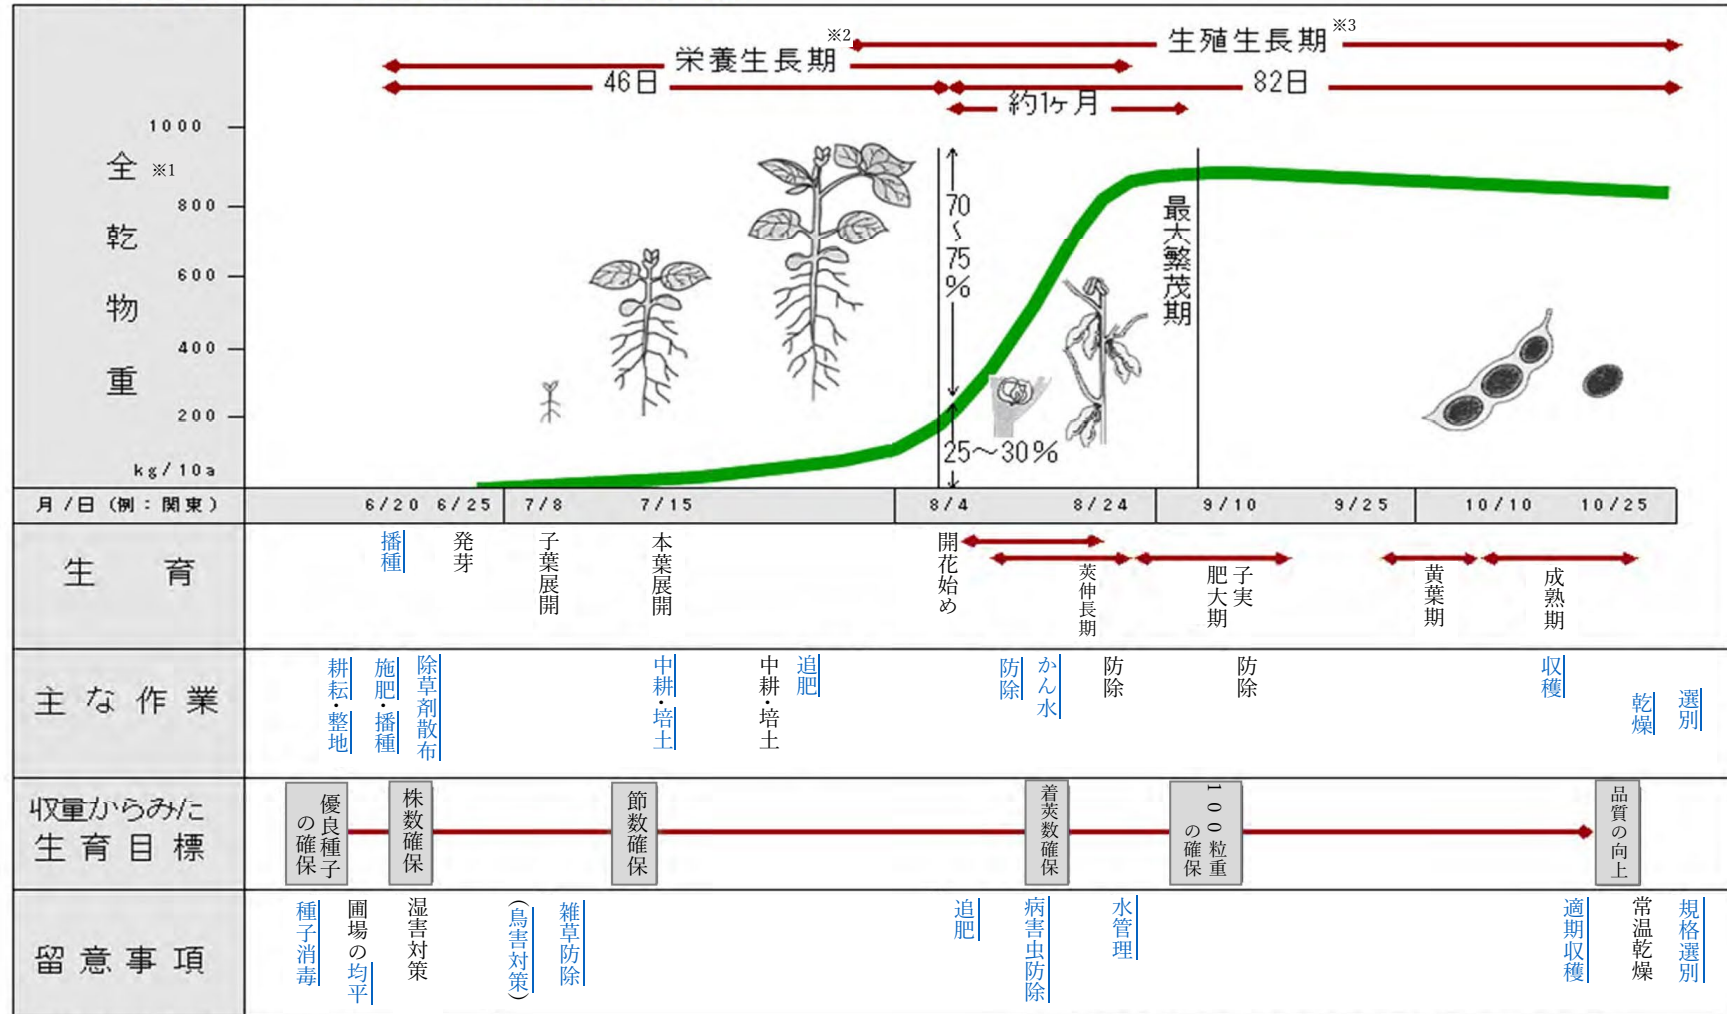 ※2
生殖生長期
※3
栄養生長期
46日
82日
約1ヶ月
1000
全乾物重
※1
800
600
400
200
kg/10a
70～75%
25～30%
最大繁茂期
月/日(例：関東)
6/20
6/25
7/8
7/15
8/4
8/24
9/10
9/25
10/10
10/25
生育
播種
発芽
子葉展開
本葉展開
開花始め
莢伸長期
子実
肥大期
黄葉期
成熟期
主な作業
耕耘・整地
施肥・播種
除草剤散布
中耕・培土
中耕・培土
追肥
防除
かん水
防除
防除
収穫
乾燥
選別
収量からみた
生育目標
優良種子
の確保
株数確保
節数確保
着莢数確保
100粒重
の確保
品質の向上
留意事項
種子消毒
圃場の均平
湿害対策
(鳥害対策)
雑草防除
追肥
病害虫防除
水管理
適期収穫
常温乾燥
規格選別